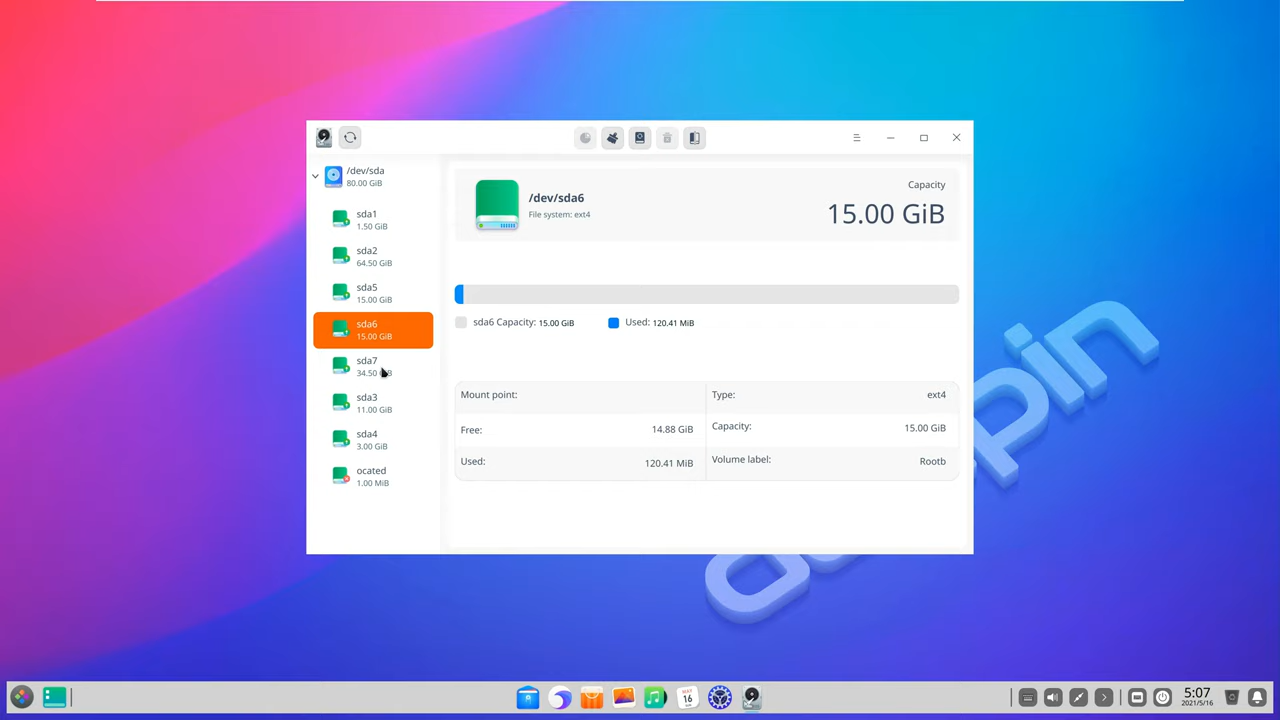 /dev/sda
80.00 GiB
sda1
1.50 GiB
sda2
64.50 GiB
sda5
15.00 GiB
sda6
15.00 GiB
sda7
34.50
sda3
11.00 GiB
sda4
3.00 GiB
ocated
1.00 MiB
/dev/sda6
File system: ext4
Capacity
15.00 GiB
sda6 Capacity: 15.00 GiB
Used: 120.41 MiB
Mount point:
Type: ext4
Free: 14.88 GiB
Capacity: 15.00 GiB
Used: 120.41 MiB
Volume label: Rootb
MAY
16
5:07
2021/5/16